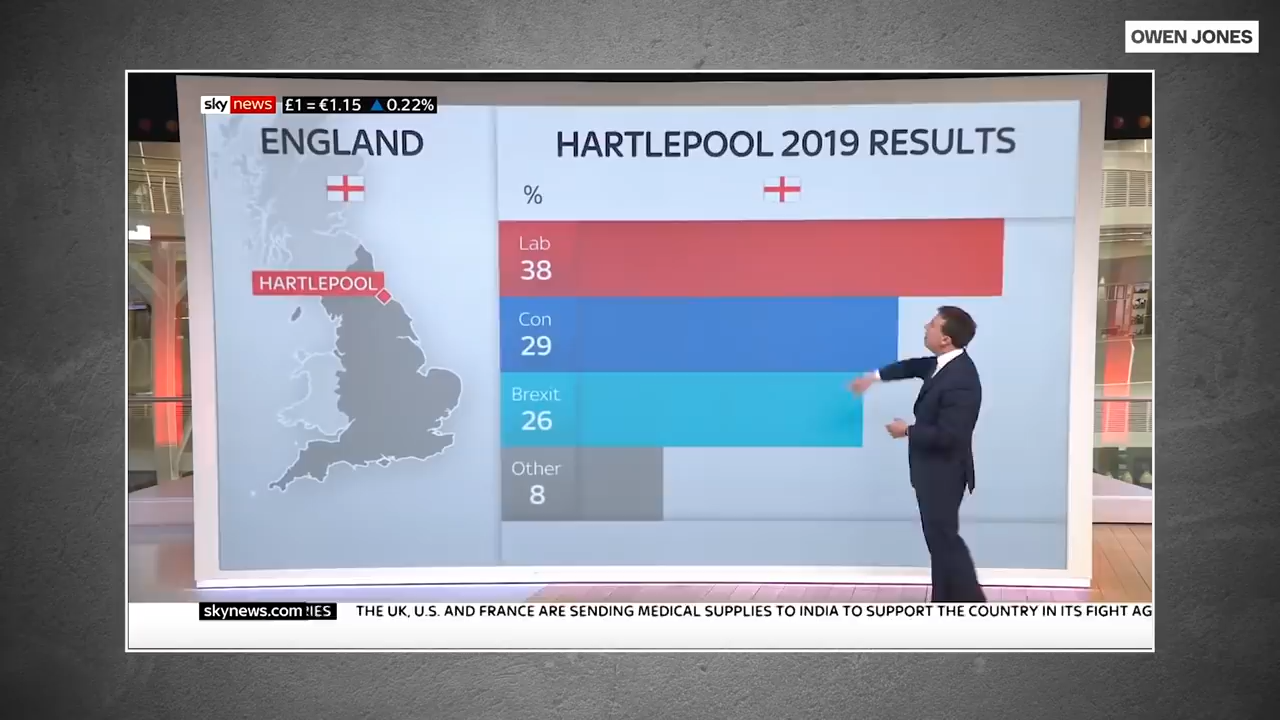 OWEN JONES
sky news £1 = €1.15 ▲0.22%
ENGLAND
HARTLEPOOL
HARTLEPOOL 2019 RESULTS
%
Lab
38
Con
29
Brexit
26
Other
8
skynews.com IES THE UK, U.S. AND FRANCE ARE SENDING MEDICAL SUPPLIES TO INDIA TO SUPPORT THE COUNTRY IN ITS FIGHT AG